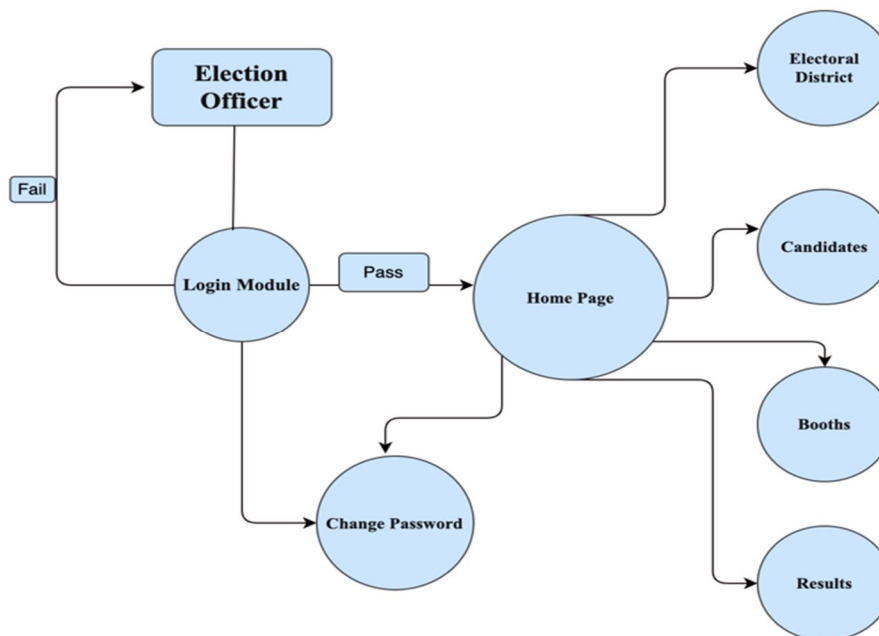 Election
Officer
Electoral
District
Fail
Candidates
Login Module
Pass
Home Page
Booths
Change Password
Results